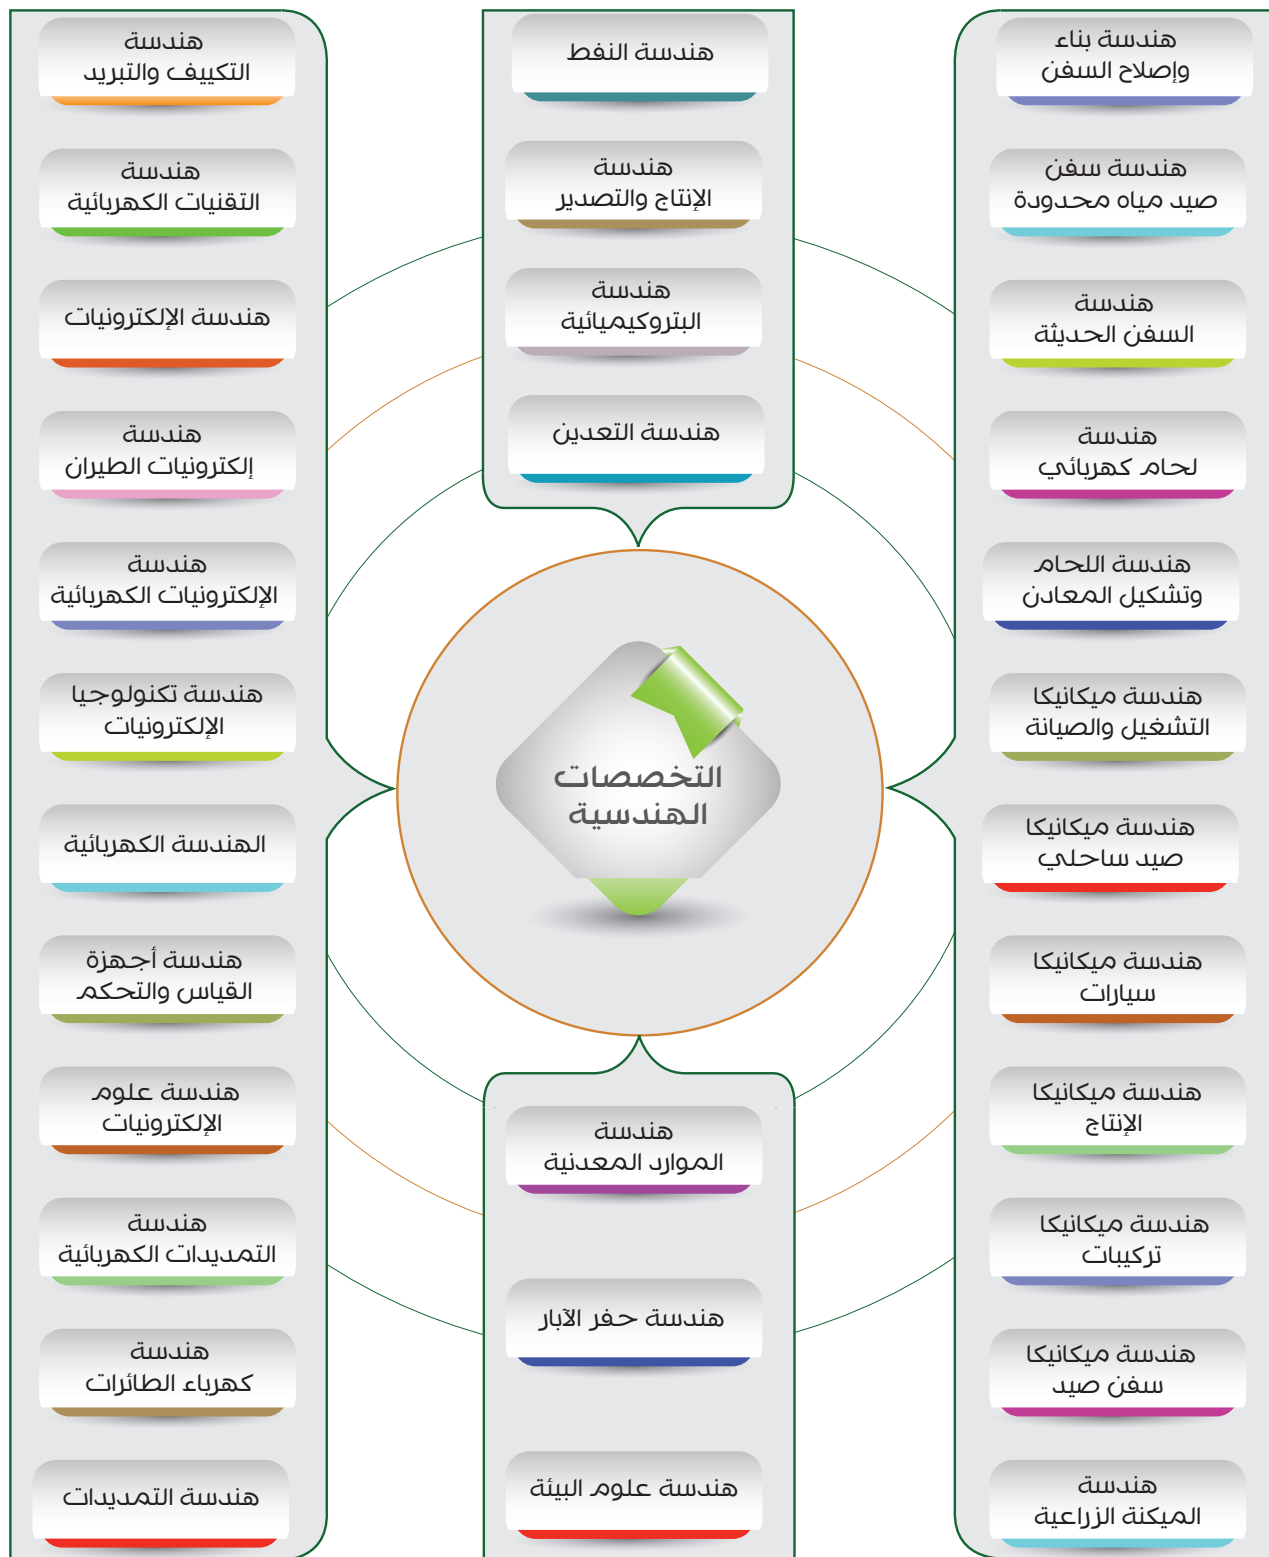 هندسة بناء
وإصلاح السفن
هندسة سفن
صيد مياه محدودة
هندسة
السفن الحديثة
هندسة
لحام كهربائي
هندسة اللحام
وتشكيل المعادن
هندسة ميكانيكا
التشغيل والصيانة
هندسة ميكانيكا
صيد ساحلي
هندسة ميكانيكا
سيارات
هندسة ميكانيكا
الإنتاج
هندسة ميكانيكا
تركيبات
هندسة ميكانيكا
سفن صيد
هندسة
الميكنة الزراعية
هندسة النفط
هندسة
الإنتاج والتصدير
هندسة
البتروكيميائية
هندسة التعدين
التخصصات
الهندسية
هندسة
الموارد المعدنية
هندسة حفر الآبار
هندسة علوم البيئة
هندسة
التكييف والتبريد
هندسة
التقنيات الكهربائية
هندسة الإلكترونيات
هندسة
إلكترونيات الطيران
هندسة
الإلكترونيات الكهربائية
هندسة تكنولوجيا
الإلكترونيات
الهندسة الكهربائية
هندسة أجهزة
القياس والتحكم
هندسة علوم
الإلكترونيات
هندسة
التمديدات الكهربائية
هندسة
كهرباء الطائرات
هندسة التمديدات